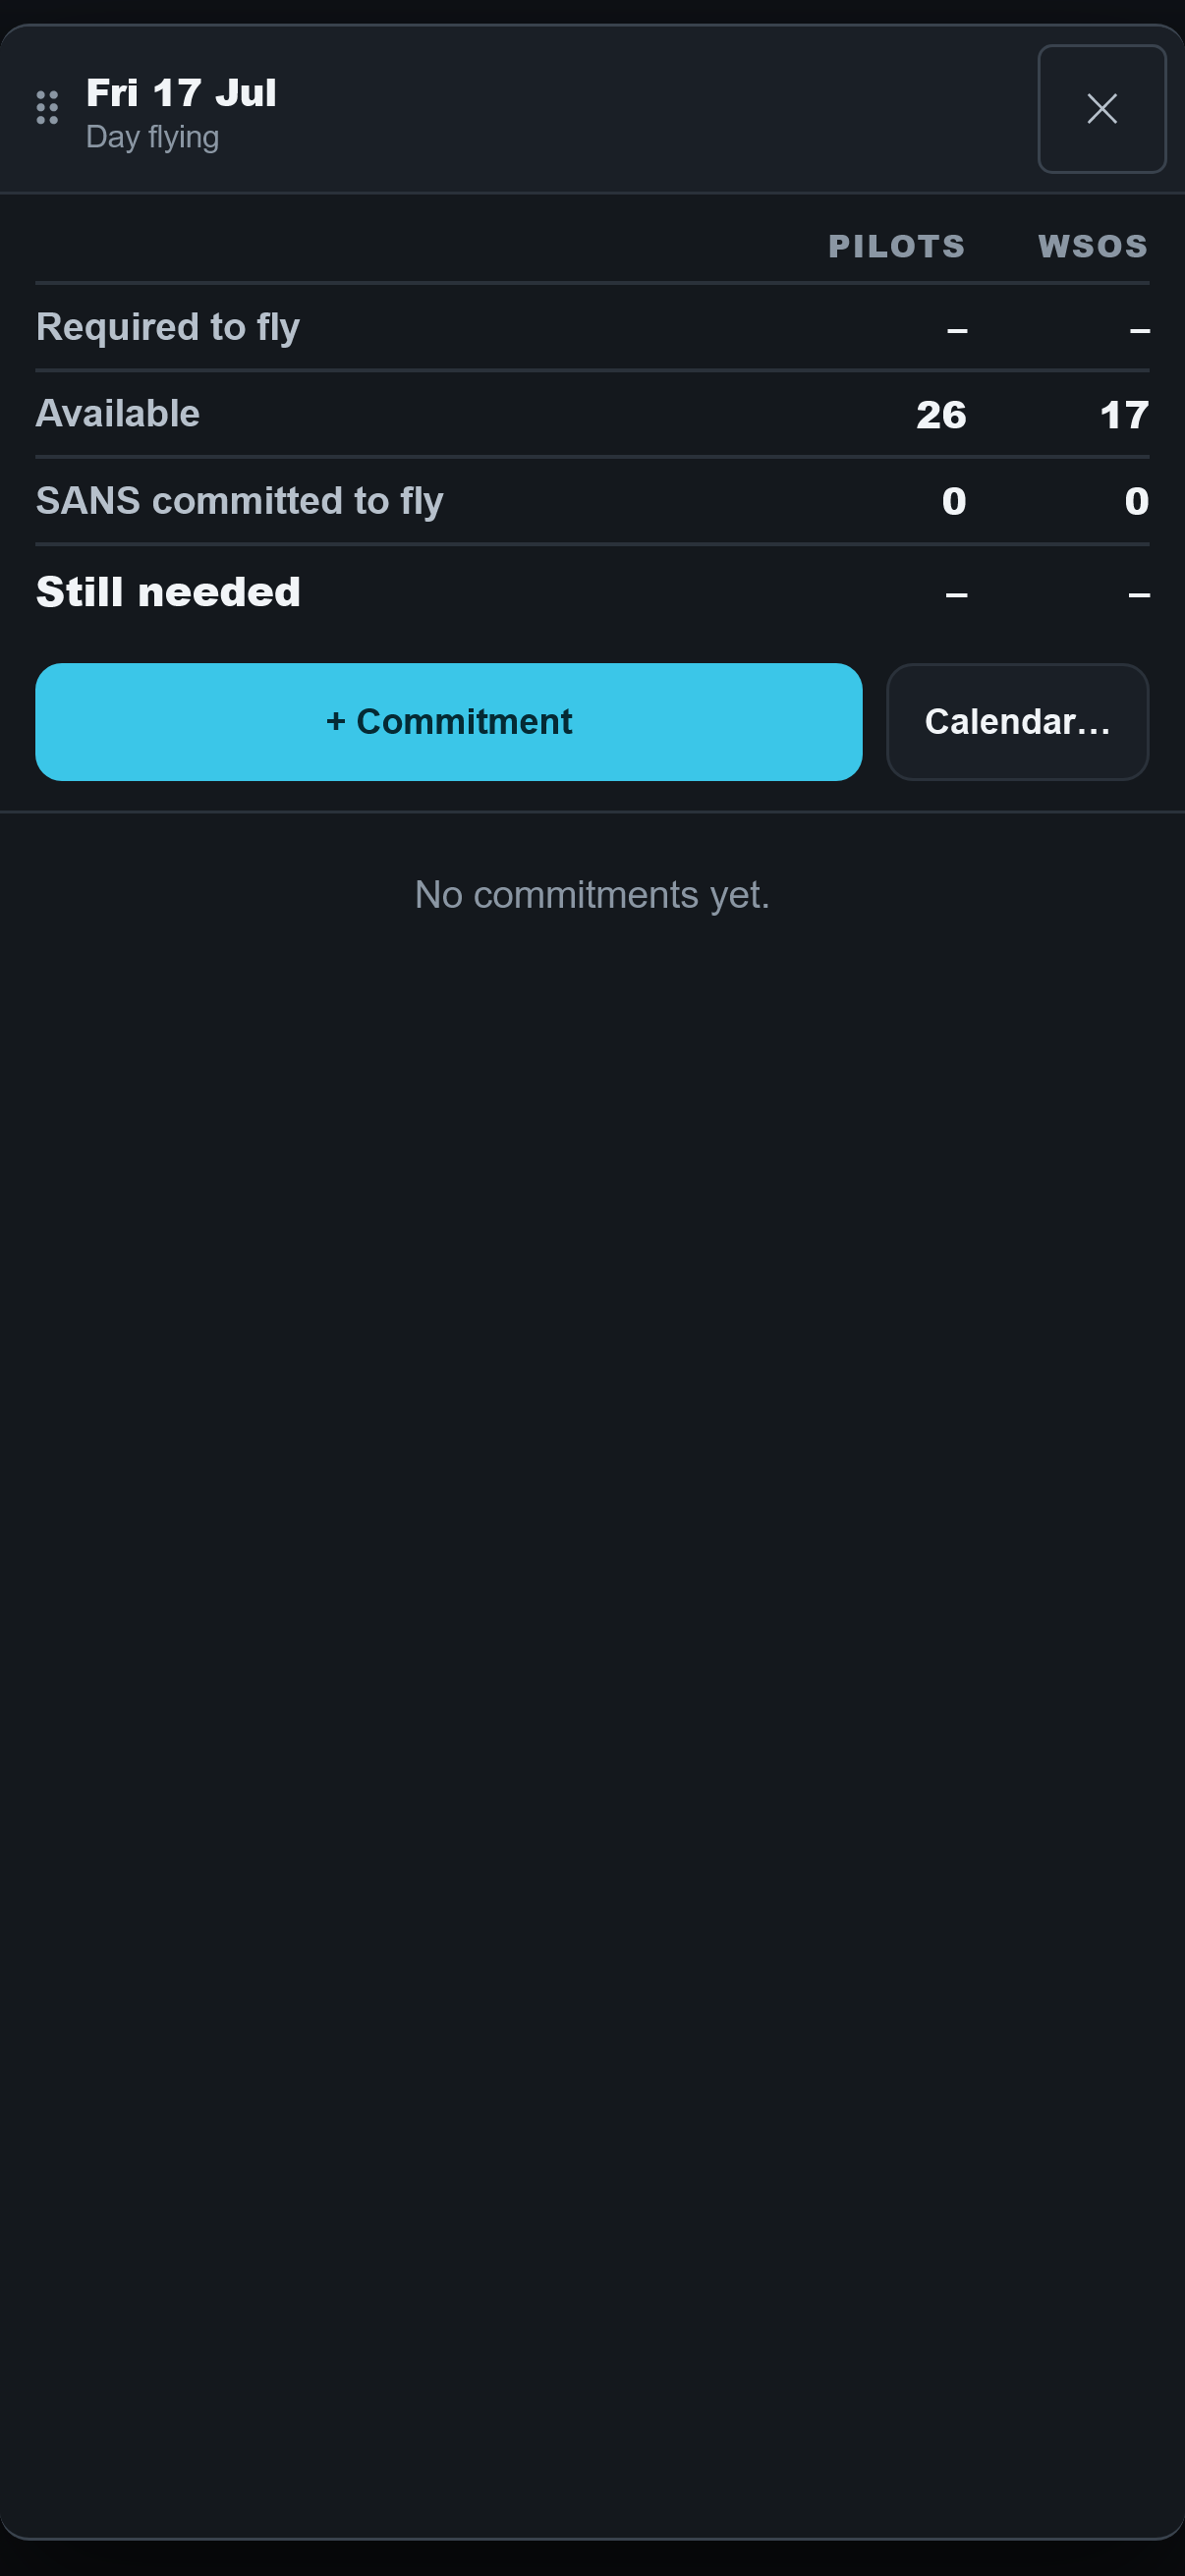 Fri 17 Jul
Day flying
PILOTS WSOS
Required to fly – –
Available 26 17
SANS committed to fly 0 0
Still needed – –
+ Commitment Calendar…
No commitments yet.